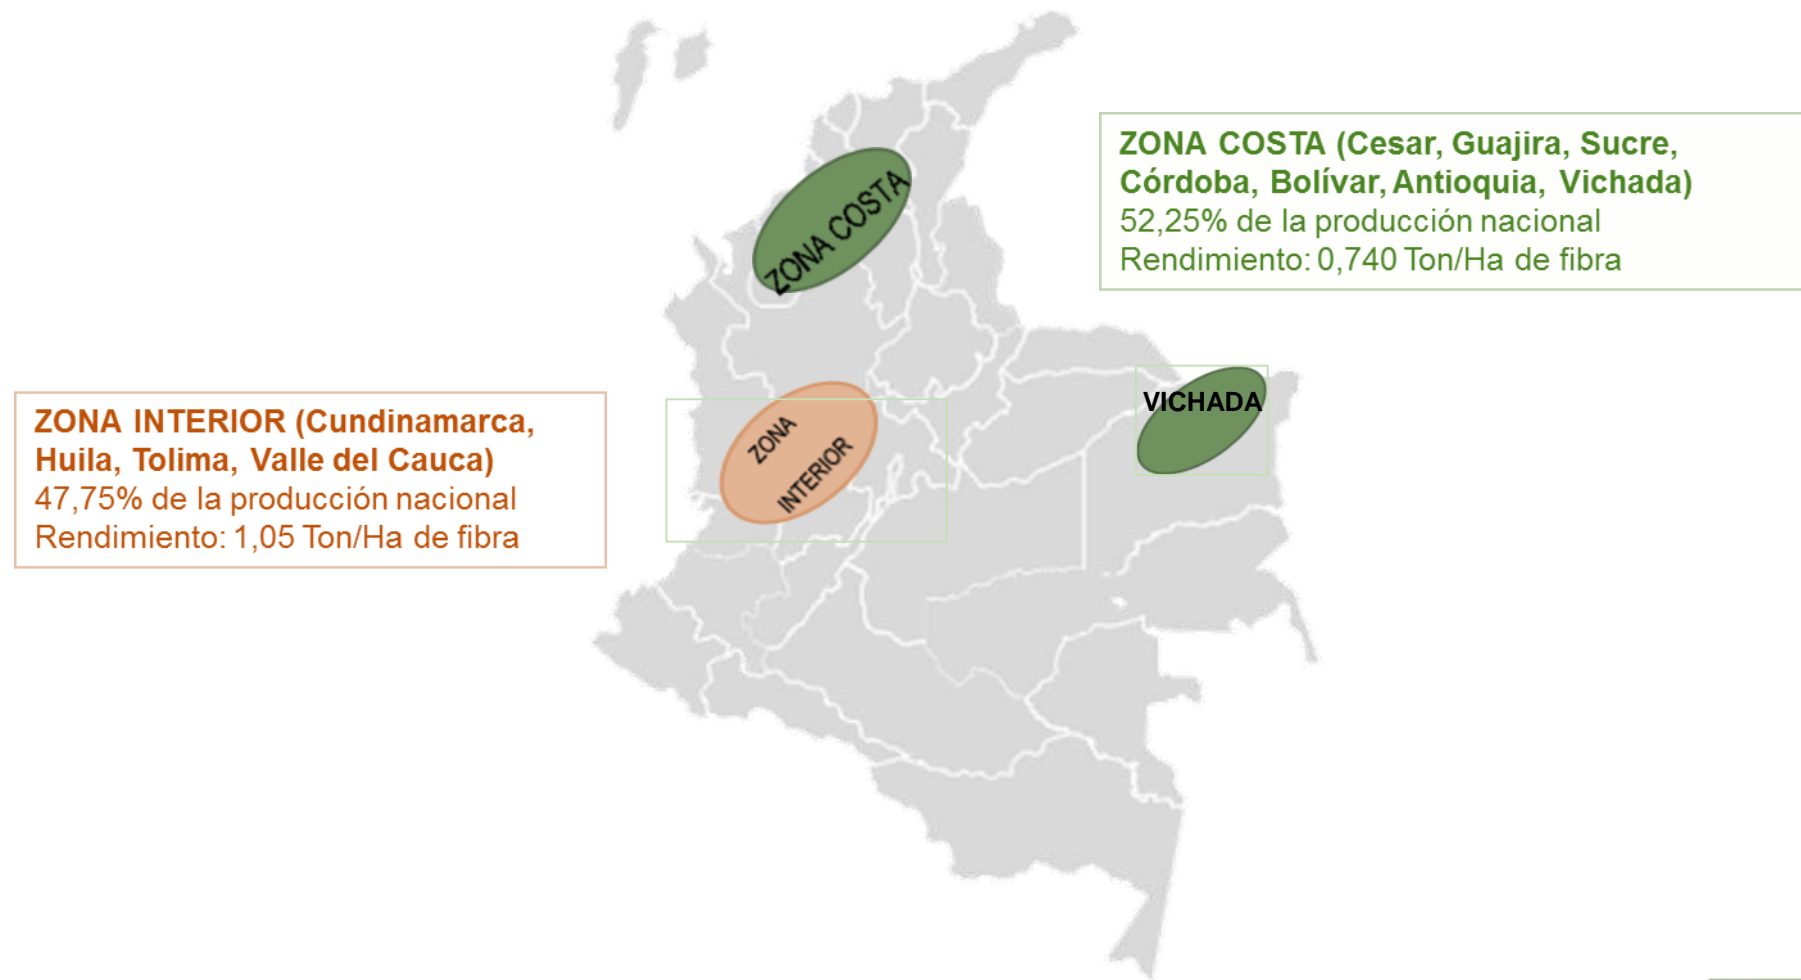 ZONA COSTA (Cesar, Guajira, Sucre,
Córdoba, Bolívar, Antioquia, Vichada)
52,25% de la producción nacional
Rendimiento: 0,740 Ton/Ha de fibra
ZONA COSTA
VICHADA
ZONA INTERIOR (Cundinamarca,
Huila, Tolima, Valle del Cauca)
47,75% de la producción nacional
Rendimiento: 1,05 Ton/Ha de fibra
ZONA
INTERIOR